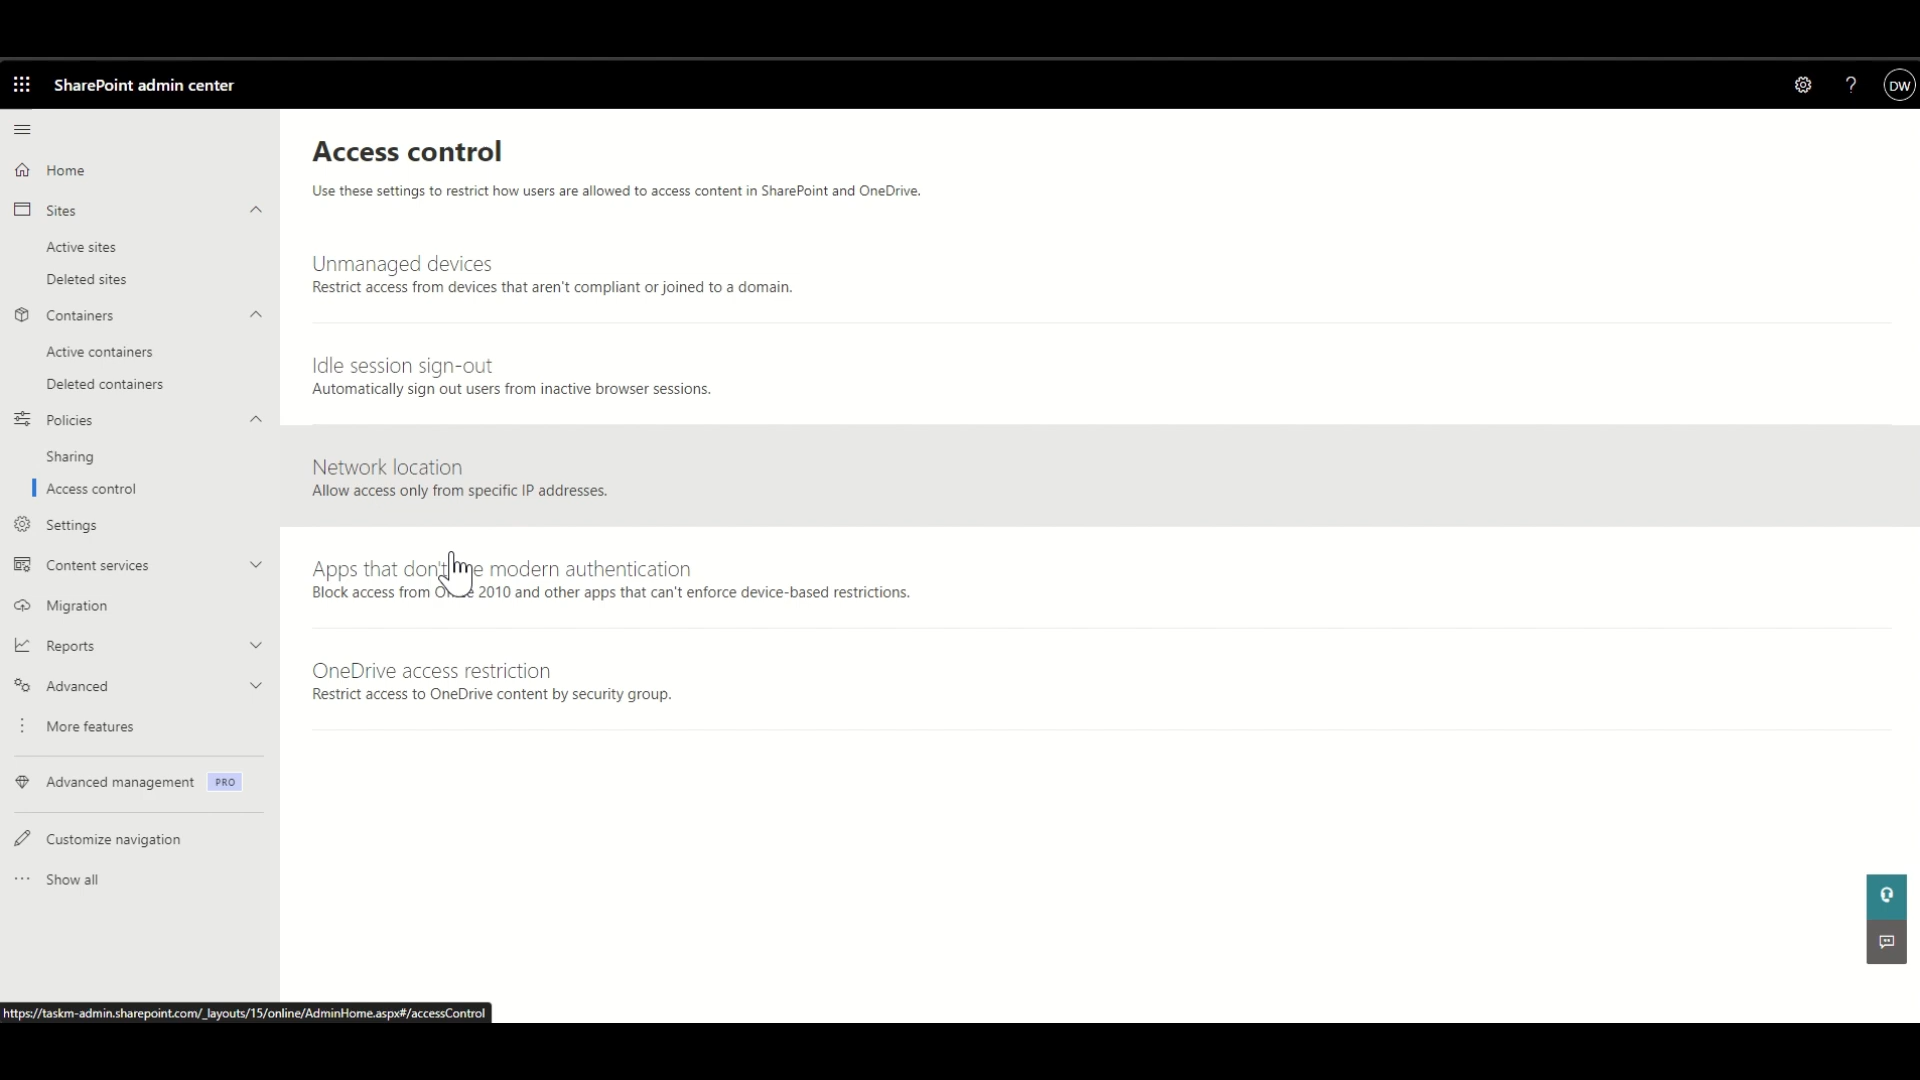 SharePoint admin center
?
DW
Home
Sites
Active sites
Deleted sites
Containers
Active containers
Deleted containers
Policies
Sharing
Access control
Settings
Content services
Migration
Reports
Advanced
More features
Advanced management PRO
Customize navigation
Show all
Access control
Use these settings to restrict how users are allowed to access content in SharePoint and OneDrive.
Unmanaged devices
Restrict access from devices that aren't compliant or joined to a domain.
Idle session sign-out
Automatically sign out users from inactive browser sessions.
Network location
Allow access only from specific IP addresses.
Apps that don't modern authentication
Block access from 2010 and other apps that can't enforce device-based restrictions.
OneDrive access restriction
Restrict access to OneDrive content by security group.
https://taskm-admin.sharepoint.com/_layouts/15/online/AdminHome.aspx#/accessControl